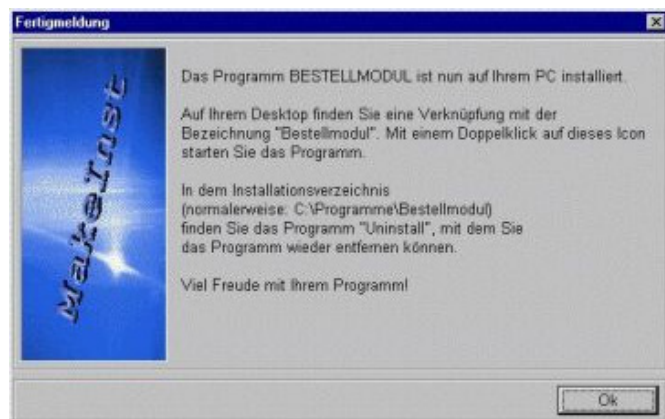 Fertigmeldung
MakeInst
Das Programm BESTELLMODUL ist nun auf Ihrem PC installiert.
Auf Ihrem Desktop finden Sie eine Verknüpfung mit der
Bezeichnung "Bestellmodul". Mit einem Doppelklick auf dieses Icon
starten Sie das Programm.
In dem Installationsverzeichnis
(normalerweise: C:\Programme\Bestellmodul)
finden Sie das Programm "Uninstall", mit dem Sie
das Programm wieder entfernen können.
Viel Freude mit Ihrem Programm!
Ok